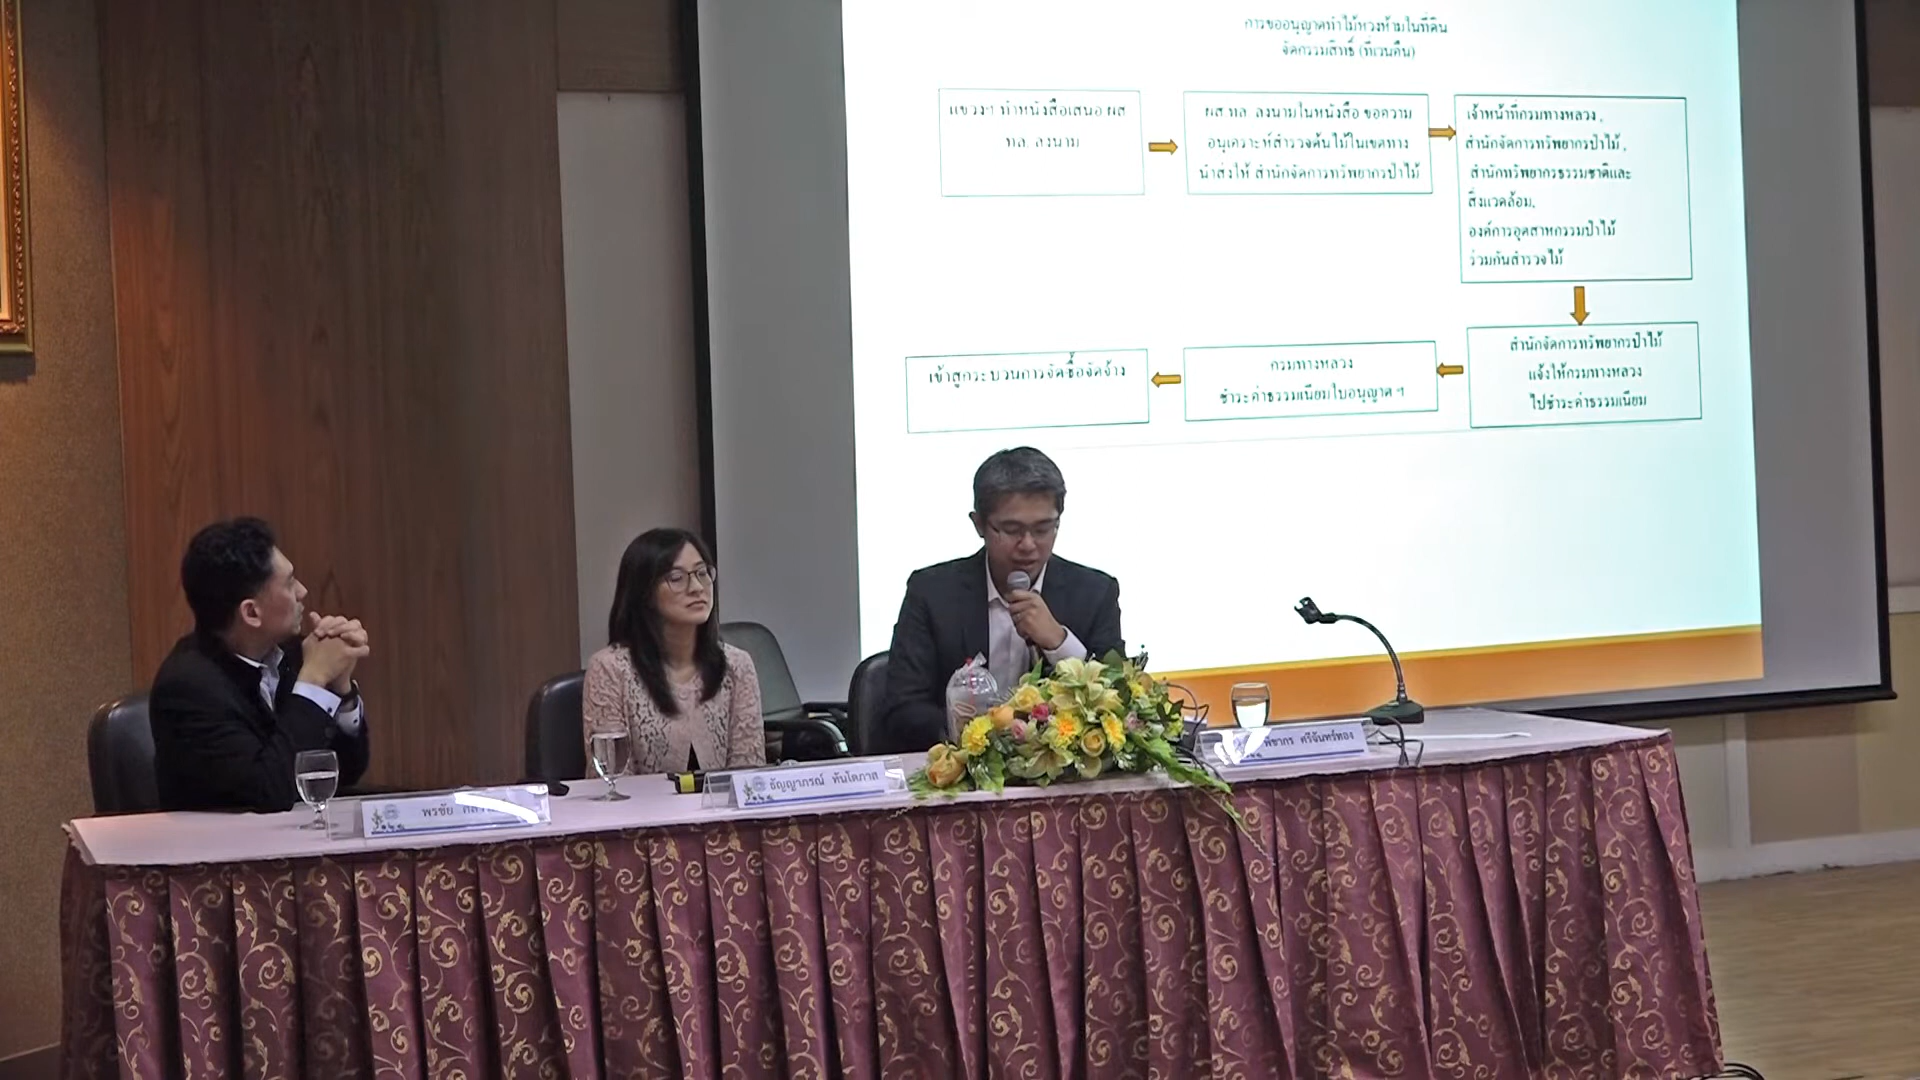 การขออนุญาตทำไม้หวงห้ามในที่ดิน
จัดกรรมสิทธิ์ (ที่เวนคืน)
แขวงฯ ทำหนังสือเสนอ ผส
ทล. ลงนาม
ผส.ทล. ลงนามในหนังสือ ขอความ
อนุเคราะห์สำรวจต้นไม้ในเขตทาง
นำส่งให้ สำนักจัดการทรัพยากรป่าไม้
เจ้าหน้าที่กรมทางหลวง ,
สำนักจัดการทรัพยากรป่าไม้ ,
สำนักทรัพยากรธรรมชาติและ
สิ่งแวดล้อม,
องค์การอุตสาหกรรมป่าไม้
ร่วมกันสำรวจไม้
สำนักจัดการทรัพยากรป่าไม้
แจ้งให้กรมทางหลวง
ไปชำระค่าธรรมเนียม
กรมทางหลวง
ชำระค่าธรรมเนียมใบอนุญาต ฯ
เข้าสู่กระบวนการจัดซื้อจัดจ้าง
พรชัย
ธัญญาภรณ์ ทันโตภาส
พิชากร ศรีจันทร์ทอง